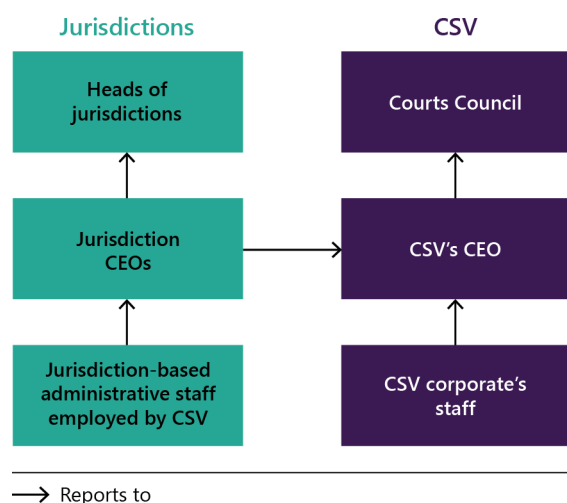 Jurisdictions
CSV
Heads of
jurisdictions
Courts Council
Jurisdiction
CEOs
CSV's CEO
Jurisdiction-based
administrative staff
employed by CSV
CSV corporate's
staff
Reports to